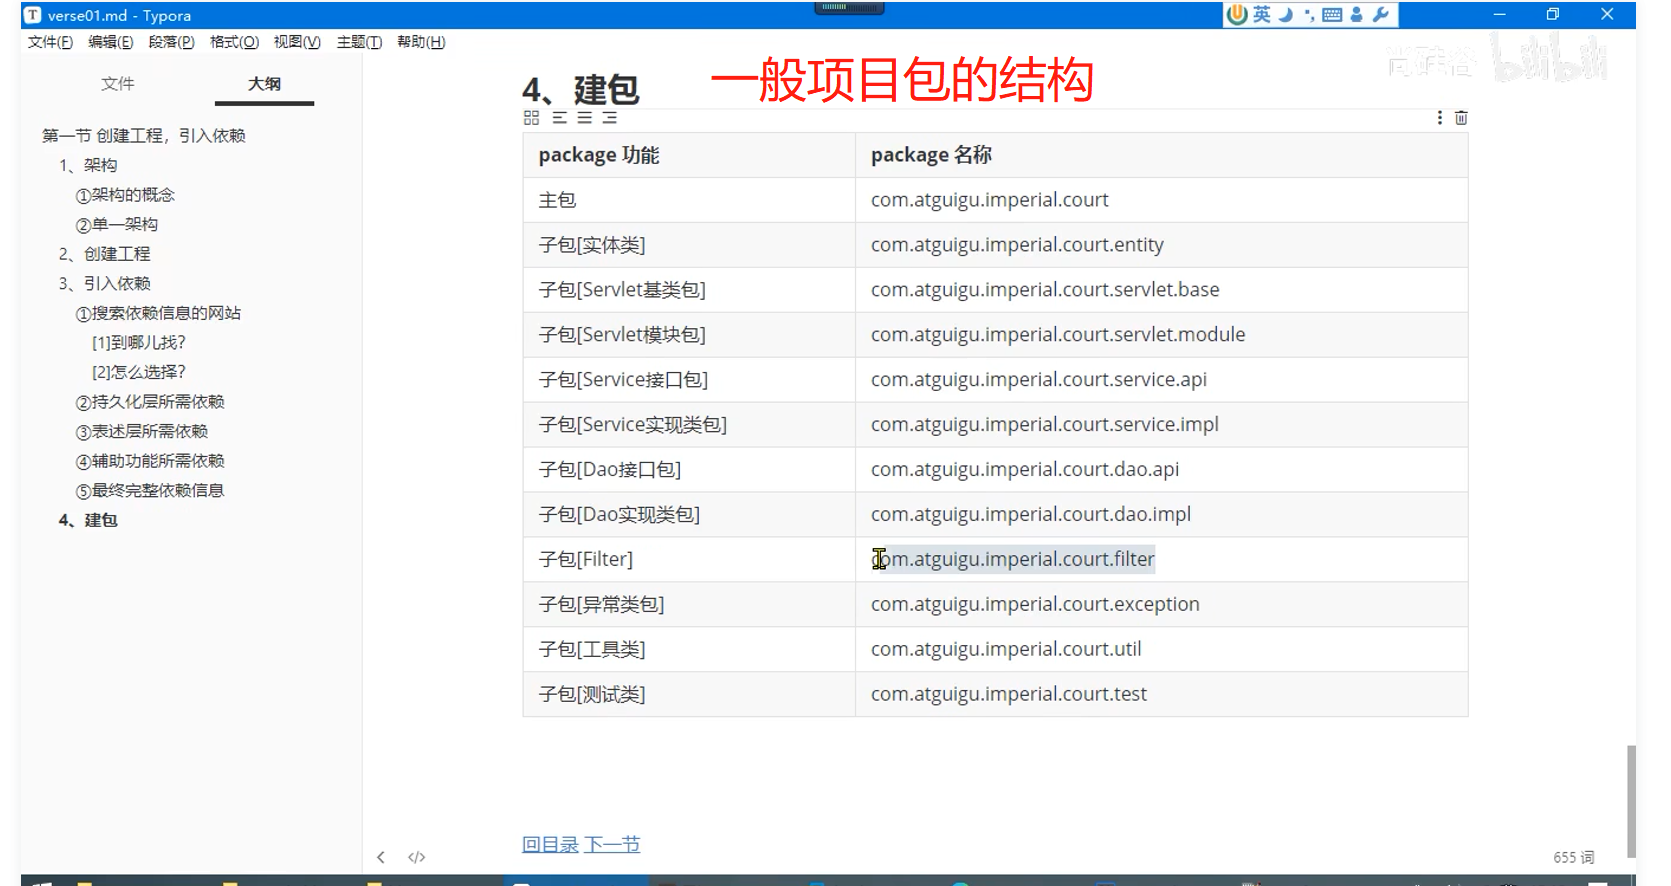 verse01.md - Typora
英
文件(F) 编辑(E) 段落(P) 格式(O) 视图(V) 主题(T) 帮助(H)
尚硅谷 bilibili
文件 大纲
第一节 创建工程，引入依赖
1、架构
①架构的概念
②单一架构
2、创建工程
3、引入依赖
①搜索依赖信息的网站
[1]到哪儿找？
[2]怎么选择？
②持久化层所需依赖
③表述层所需依赖
④辅助功能所需依赖
⑤最终完整依赖信息
4、建包
4、建包 一般项目包的结构
package 功能 package 名称
主包 com.atguigu.imperial.court
子包[实体类] com.atguigu.imperial.court.entity
子包[Servlet基类包] com.atguigu.imperial.court.servlet.base
子包[Servlet模块包] com.atguigu.imperial.court.servlet.module
子包[Service接口包] com.atguigu.imperial.court.service.api
子包[Service实现类包] com.atguigu.imperial.court.service.impl
子包[Dao接口包] com.atguigu.imperial.court.dao.api
子包[Dao实现类包] com.atguigu.imperial.court.dao.impl
子包[Filter] com.atguigu.imperial.court.filter
子包[异常类包] com.atguigu.imperial.court.exception
子包[工具类] com.atguigu.imperial.court.util
子包[测试类] com.atguigu.imperial.court.test
回目录 下一节
655 词